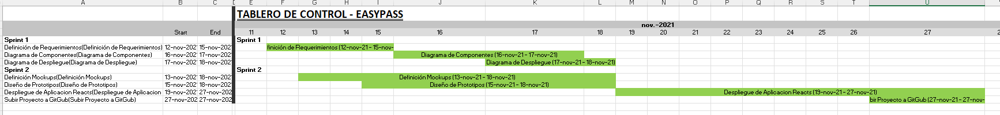 A B C D E F G H I J K L M N O P Q R S T U
TABLERO DE CONTROL - EASYPASS
nov.-2021
Start End 11 12 13 14 15 16 17 18 19 20 21 22 23 24 25 26 27
Sprint 1 Sprint 1
Definición de Requerimientos(Definición de Requerimientos) 12-nov-202 15-nov-202 finición de Requerimientos (12-nov-21 - 15-nov-
Diagrama de Componentes(Diagrama de Componentes) 16-nov-202 17-nov-202 Diagrama de Componentes (16-nov-21 - 17-nov-21)
Diagrama de Despliegue(Diagrama de Despliegue) 17-nov-202 18-nov-202 Diagrama de Despliegue (17-nov-21 - 18-nov-21)
Sprint 2 Sprint 2
Definición Mockups(Definición Mockups) 13-nov-202 18-nov-202 Definición Mockups (13-nov-21 - 18-nov-21)
Diseño de Prototipos(Diseño de Prototipos) 15-nov-202 18-nov-202 Diseño de Prototipos (15-nov-21 - 18-nov-21)
Despliegue de Aplicacion Reacts(Despliegue de Aplicacion 19-nov-202 27-nov-202 Despliegue de Aplicacion Reacts (19-nov-21 - 27-nov-21)
Subir Proyecto a GitGub(Subir Proyecto a GitGub) 27-nov-202 27-nov-202 bir Proyecto a GitGub (27-nov-21 - 27-nov-